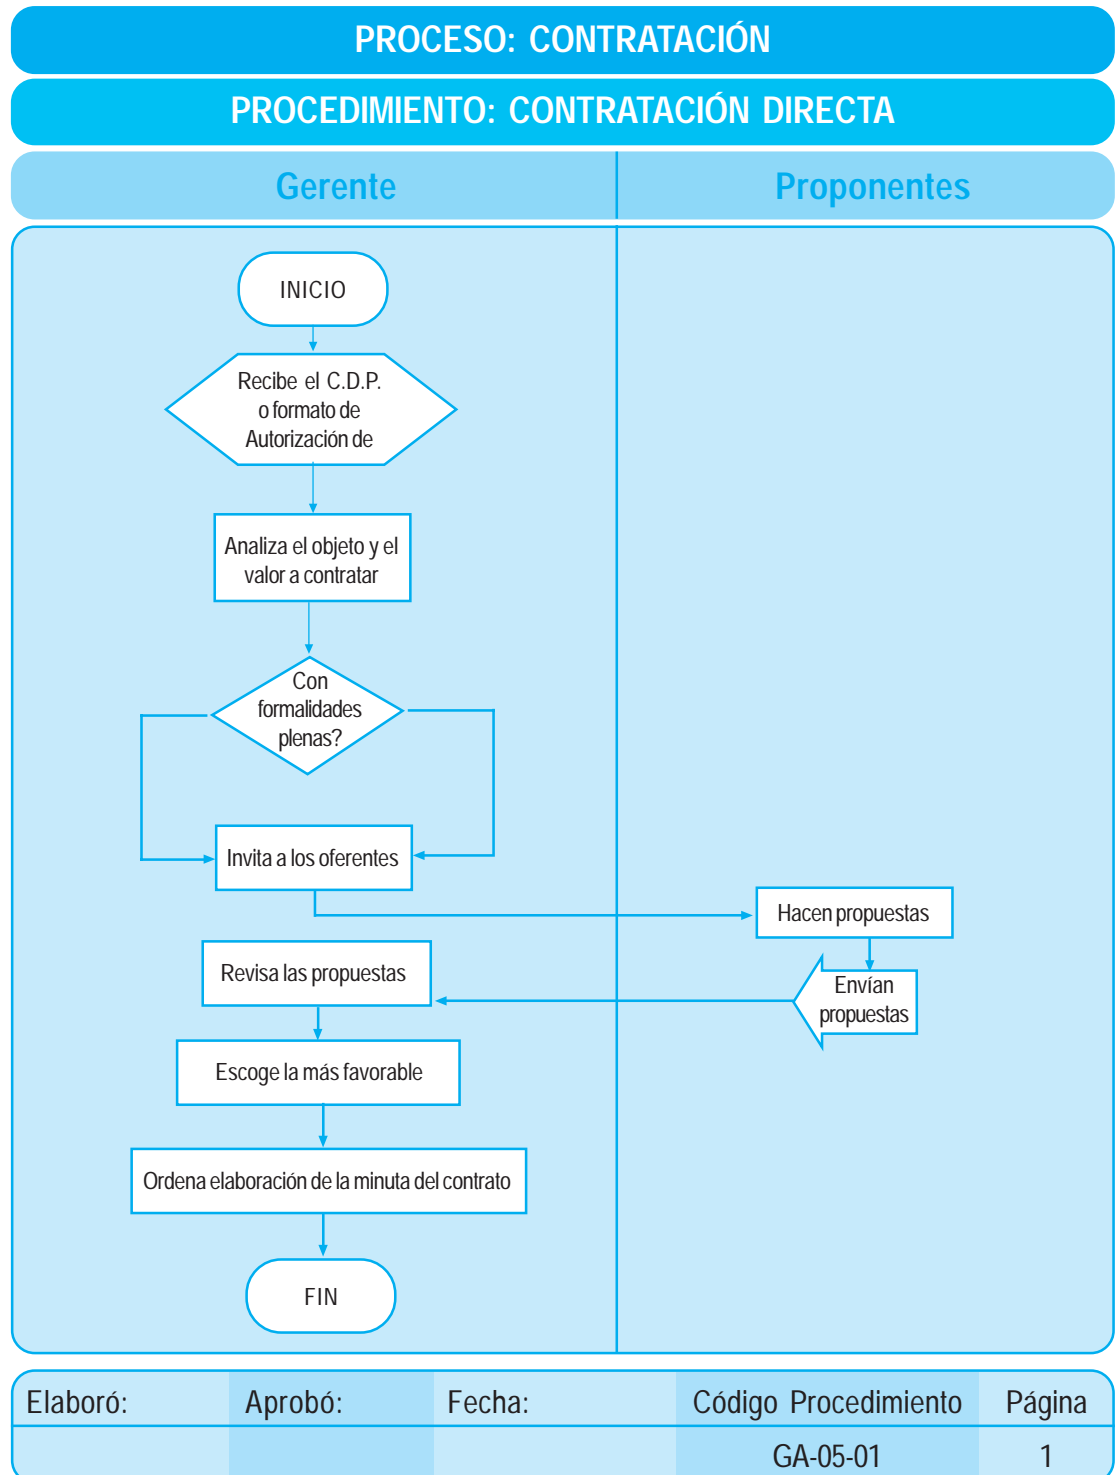 PROCESO: CONTRATACIÓN
PROCEDIMIENTO: CONTRATACIÓN DIRECTA
Gerente
Proponentes
INICIO
Recibe el C.D.P.
o formato de
Autorización de
Analiza el objeto y el
valor a contratar
Con
formalidades
plenas?
Invita a los oferentes
Hacen propuestas
Envían
propuestas
Revisa las propuestas
Escoge la más favorable
Ordena elaboración de la minuta del contrato
FIN
Elaboró: Aprobó: Fecha: Código Procedimiento Página
GA-05-01 1